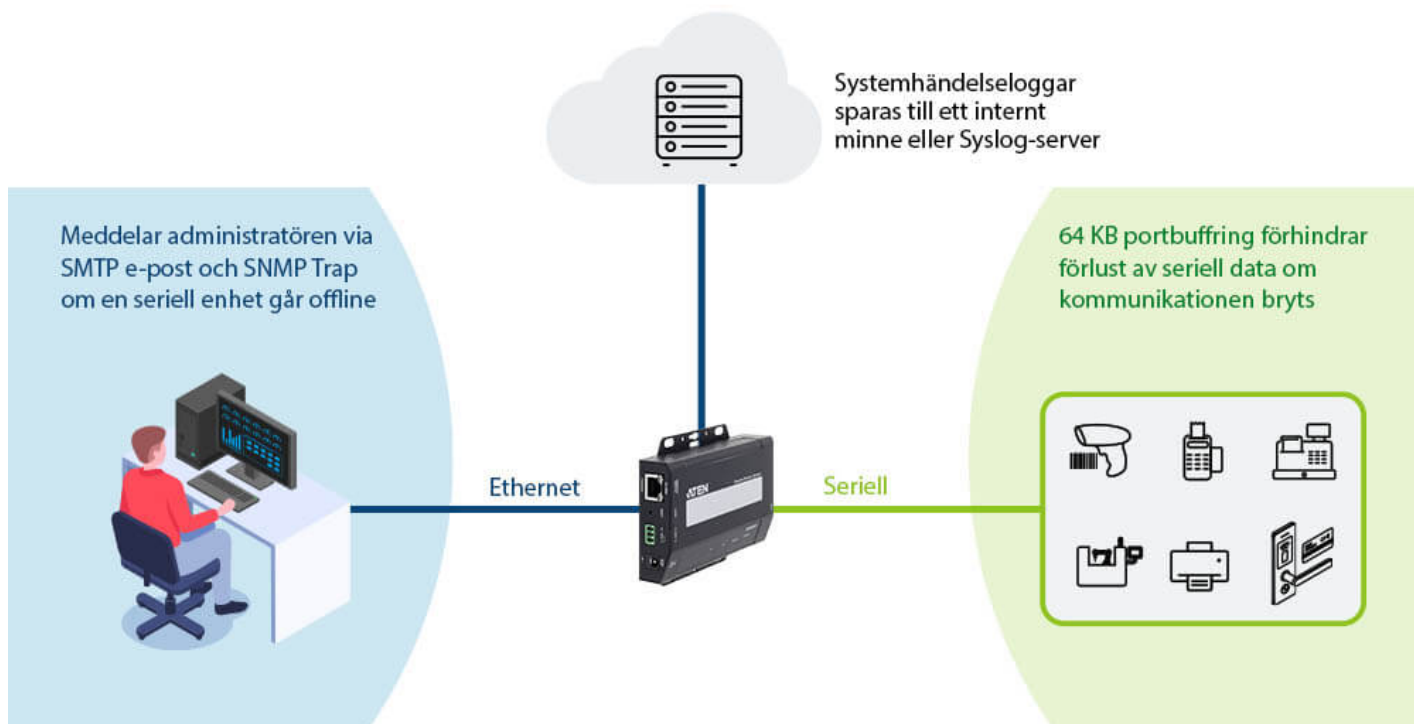 Systemhändelseloggar
sparas till ett internt
minne eller Syslog-server
Meddelar administratören via
SMTP e-post och SNMP Trap
om en seriell enhet går offline
64 KB portbuffring förhindrar
förlust av seriell data om
kommunikationen bryts
Ethernet
Seriell
ATEN